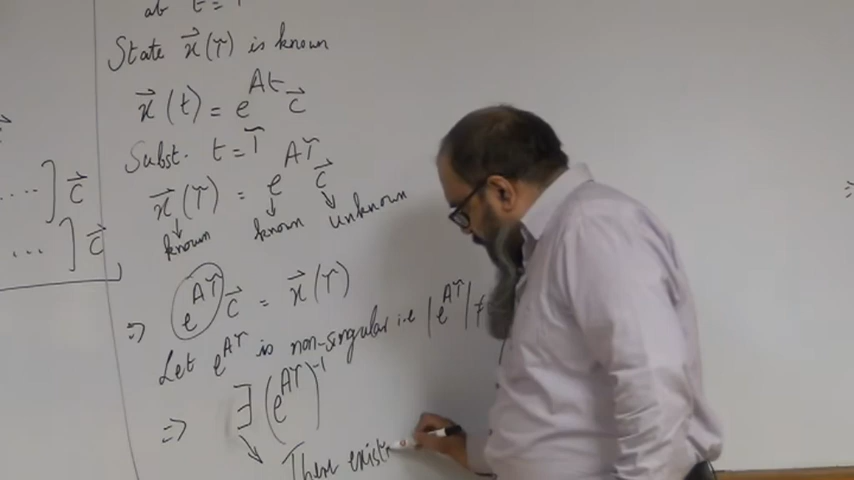 at t = T
State x⃗(T) is known
x⃗(t) = e^{At} c⃗
Subst. t = T
x⃗(T) = e^{AT} c⃗
↓ known ↓ known ↘ unknown
⇒ e^{AT} c⃗ = x⃗(T)
Let e^{AT} is non-singular i.e |e^{AT}| ≠
⇒ ∃ (e^{AT})^{-1}
↘ There exists
....] c⃗
...] c⃗